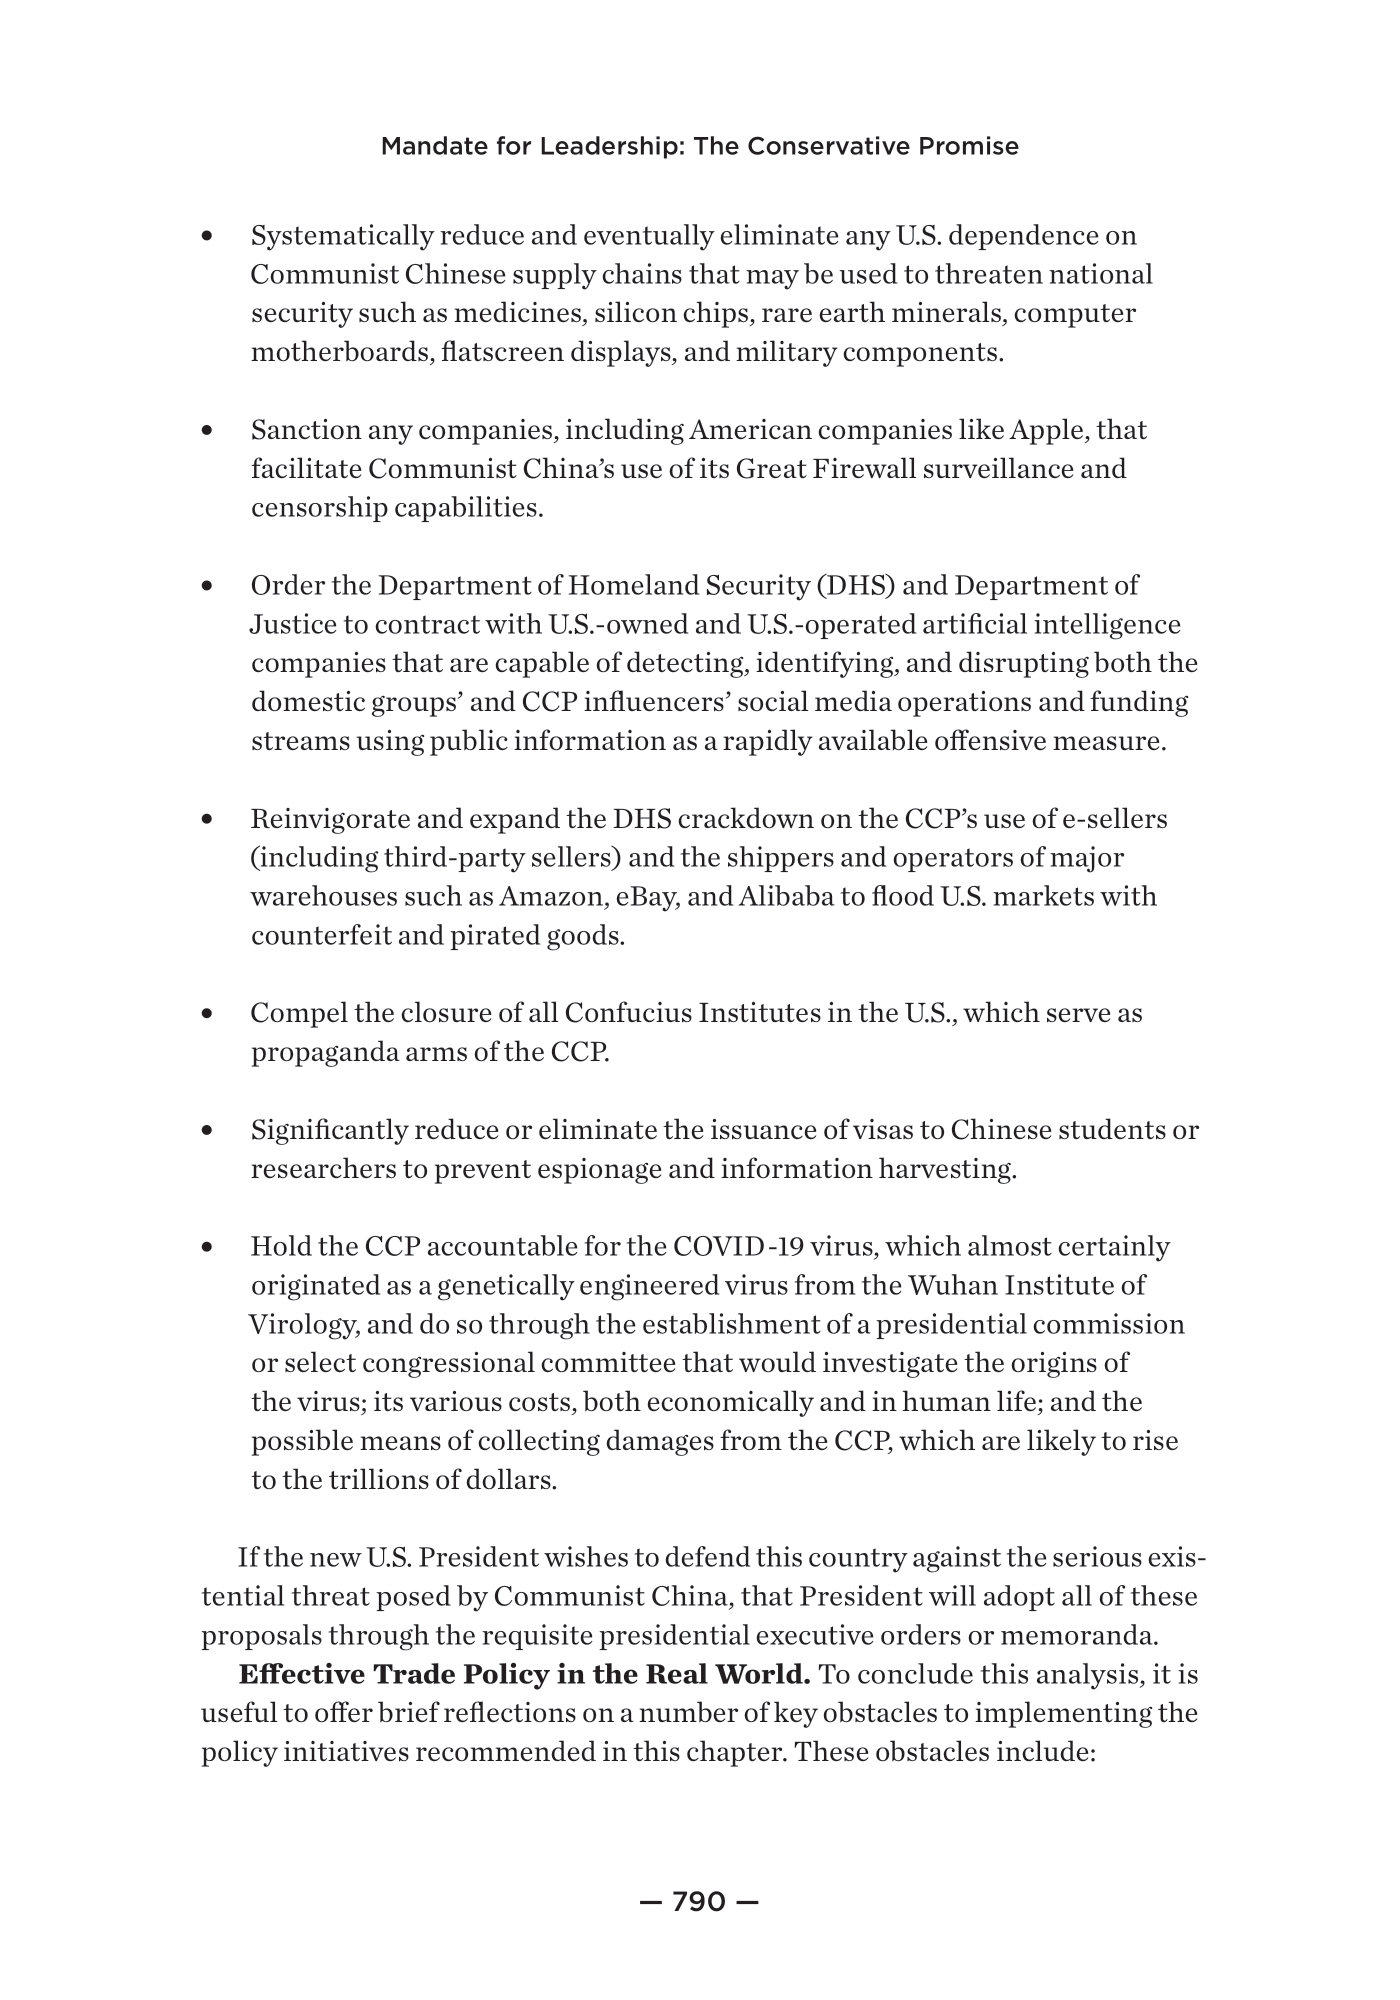 Mandate for Leadership: The Conservative Promise
• Systematically reduce and eventually eliminate any U.S. dependence on
Communist Chinese supply chains that may be used to threaten national
security such as medicines, silicon chips, rare earth minerals, computer
motherboards, flatscreen displays, and military components.
• Sanction any companies, including American companies like Apple, that
facilitate Communist China’s use of its Great Firewall surveillance and
censorship capabilities.
• Order the Department of Homeland Security (DHS) and Department of
Justice to contract with U.S.-owned and U.S.-operated artificial intelligence
companies that are capable of detecting, identifying, and disrupting both the
domestic groups’ and CCP influencers’ social media operations and funding
streams using public information as a rapidly available offensive measure.
• Reinvigorate and expand the DHS crackdown on the CCP’s use of e-sellers
(including third-party sellers) and the shippers and operators of major
warehouses such as Amazon, eBay, and Alibaba to flood U.S. markets with
counterfeit and pirated goods.
• Compel the closure of all Confucius Institutes in the U.S., which serve as
propaganda arms of the CCP.
• Significantly reduce or eliminate the issuance of visas to Chinese students or
researchers to prevent espionage and information harvesting.
• Hold the CCP accountable for the COVID-19 virus, which almost certainly
originated as a genetically engineered virus from the Wuhan Institute of
Virology, and do so through the establishment of a presidential commission
or select congressional committee that would investigate the origins of
the virus; its various costs, both economically and in human life; and the
possible means of collecting damages from the CCP, which are likely to rise
to the trillions of dollars.
If the new U.S. President wishes to defend this country against the serious exis-
tential threat posed by Communist China, that President will adopt all of these
proposals through the requisite presidential executive orders or memoranda.
Effective Trade Policy in the Real World. To conclude this analysis, it is
useful to offer brief reflections on a number of key obstacles to implementing the
policy initiatives recommended in this chapter. These obstacles include:
— 790 —